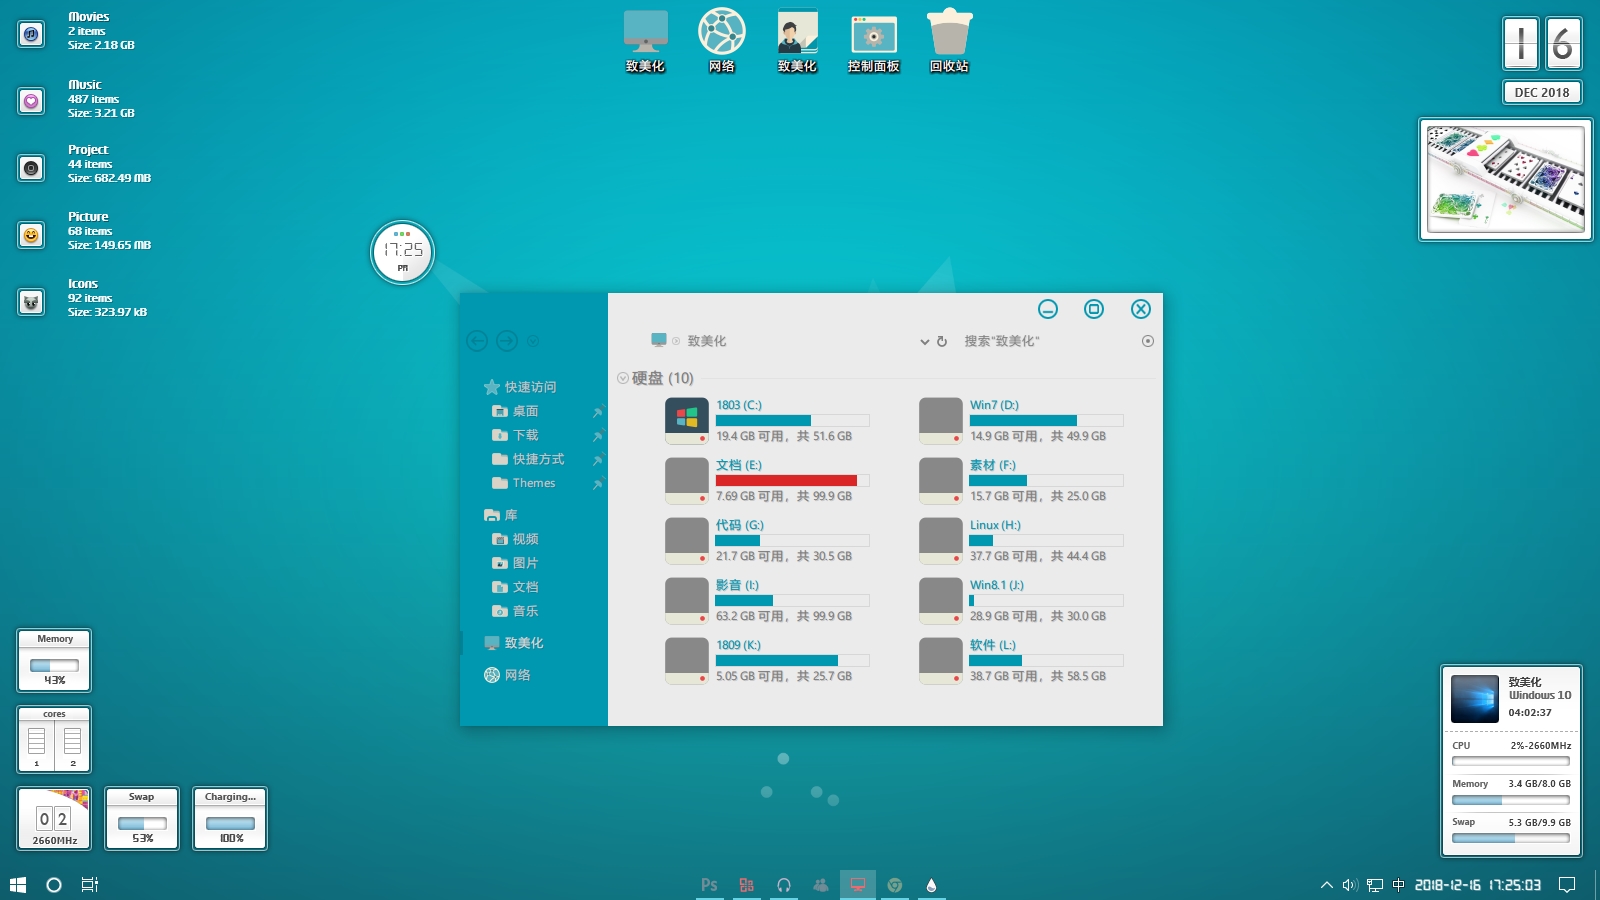 Movies
2 items
Size: 2.18 GB
Music
487 items
Size: 3.21 GB
Project
44 items
Size: 682.49 MB
Picture
68 items
Size: 149.65 MB
Icons
92 items
Size: 323.97 kB
致美化
网络
致美化
控制面板
回收站
16
DEC 2018
17:25
PM
致美化
搜索"致美化"
快速访问
桌面
下载
快捷方式
Themes
库
视频
图片
文档
音乐
致美化
网络
硬盘 (10)
1803 (C:)
19.4 GB 可用，共 51.6 GB
Win7 (D:)
14.9 GB 可用，共 49.9 GB
文档 (E:)
7.69 GB 可用，共 99.9 GB
素材 (F:)
15.7 GB 可用，共 25.0 GB
代码 (G:)
21.7 GB 可用，共 30.5 GB
Linux (H:)
37.7 GB 可用，共 44.4 GB
影音 (I:)
63.2 GB 可用，共 99.9 GB
Win8.1 (J:)
28.9 GB 可用，共 30.0 GB
1809 (K:)
5.05 GB 可用，共 25.7 GB
软件 (L:)
38.7 GB 可用，共 58.5 GB
Memory
43%
cores
1 2
02
2660MHz
Swap
53%
Charging...
100%
致美化
Windows 10
04:02:37
CPU 2%-2660MHz
Memory 3.4 GB/8.0 GB
Swap 5.3 GB/9.9 GB
Ps
中 2018-12-16 17:25:03